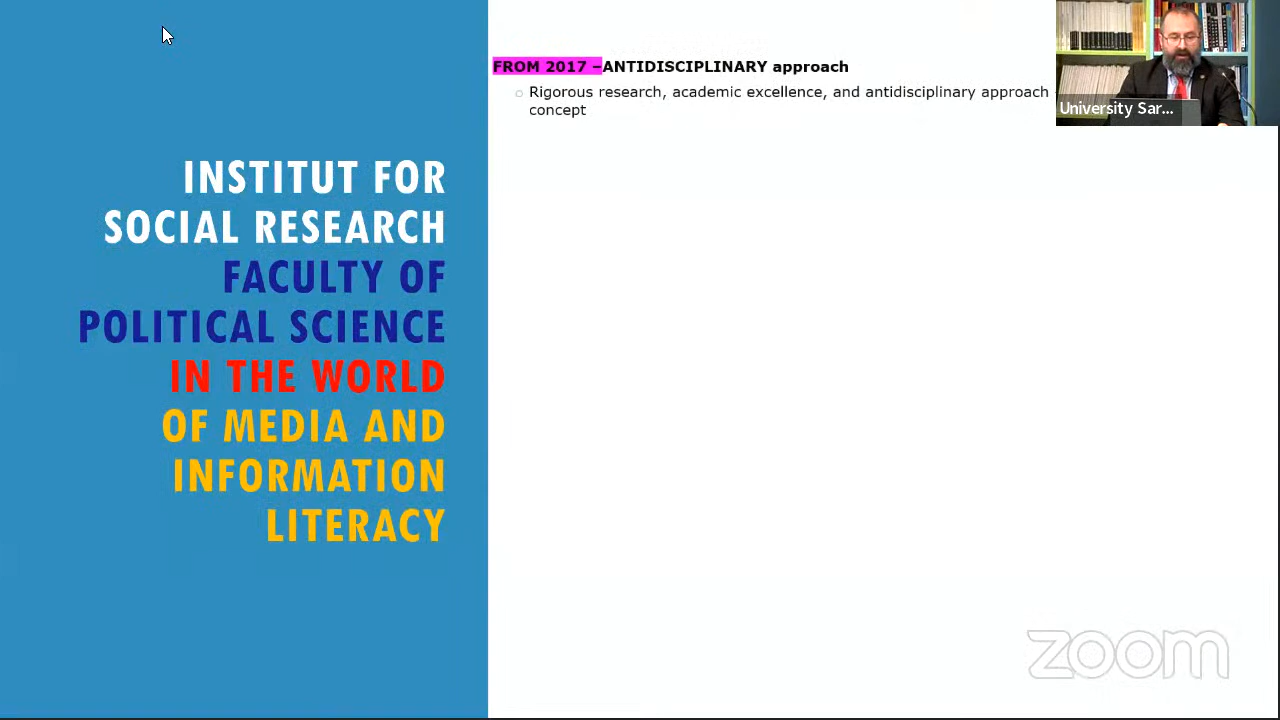 FROM 2017 –ANTIDISCIPLINARY approach
Rigorous research, academic excellence, and antidisciplinary approach
concept
University Sar...
INSTITUT FOR
SOCIAL RESEARCH
FACULTY OF
POLITICAL SCIENCE
IN THE WORLD
OF MEDIA AND
INFORMATION
LITERACY
zoom